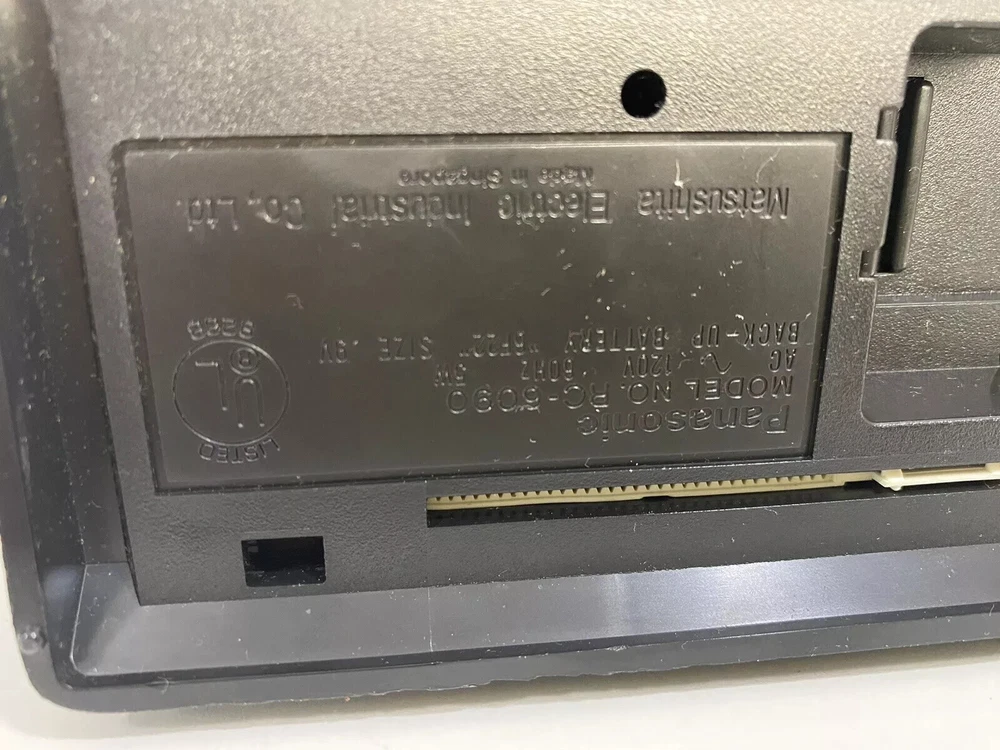 Panasonic
MODEL NO. RC-6090
AC ∿ 120V 60HZ
BACK-UP BATTERY "6F22" SIZE .9V
LISTED
UL
®
Matsushita Electric Industrial Co., Ltd.
Made in Singapore